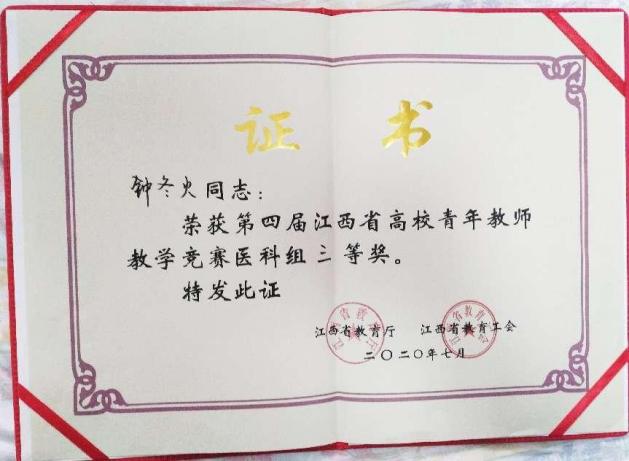 证 书
钟冬火同志：
荣获第四届江西省高校青年教师
教学竞赛医科组三等奖。
特发此证
江西省教育厅 江西省教育工会
二〇二〇年七月